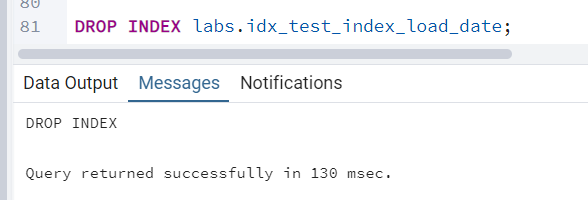 80
81 DROP INDEX labs.idx_test_index_load_date;
Data Output Messages Notifications
DROP INDEX
Query returned successfully in 130 msec.